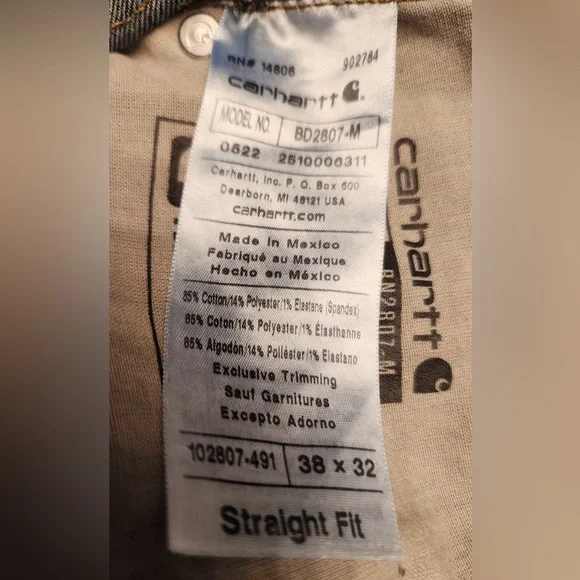 RN# 14806 902784
carhartt
MODEL NO. BD2807-M
0522 2510006311
Carhartt, Inc. P. O. Box 600
Dearborn, MI 48121 USA
carhartt.com
Made in Mexico
Fabriqué au Mexique
Hecho en México
85% Cotton/14% Polyester/1% Elastane (Spandex)
85% Coton/14% Polyester/1% Élasthanne
85% Algodón/14% Poliéster/1% Elastano
Exclusive Trimming
Sauf Garnitures
Excepto Adorno
102807-491 38 x 32
Straight Fit
carhartt
BN2807-M